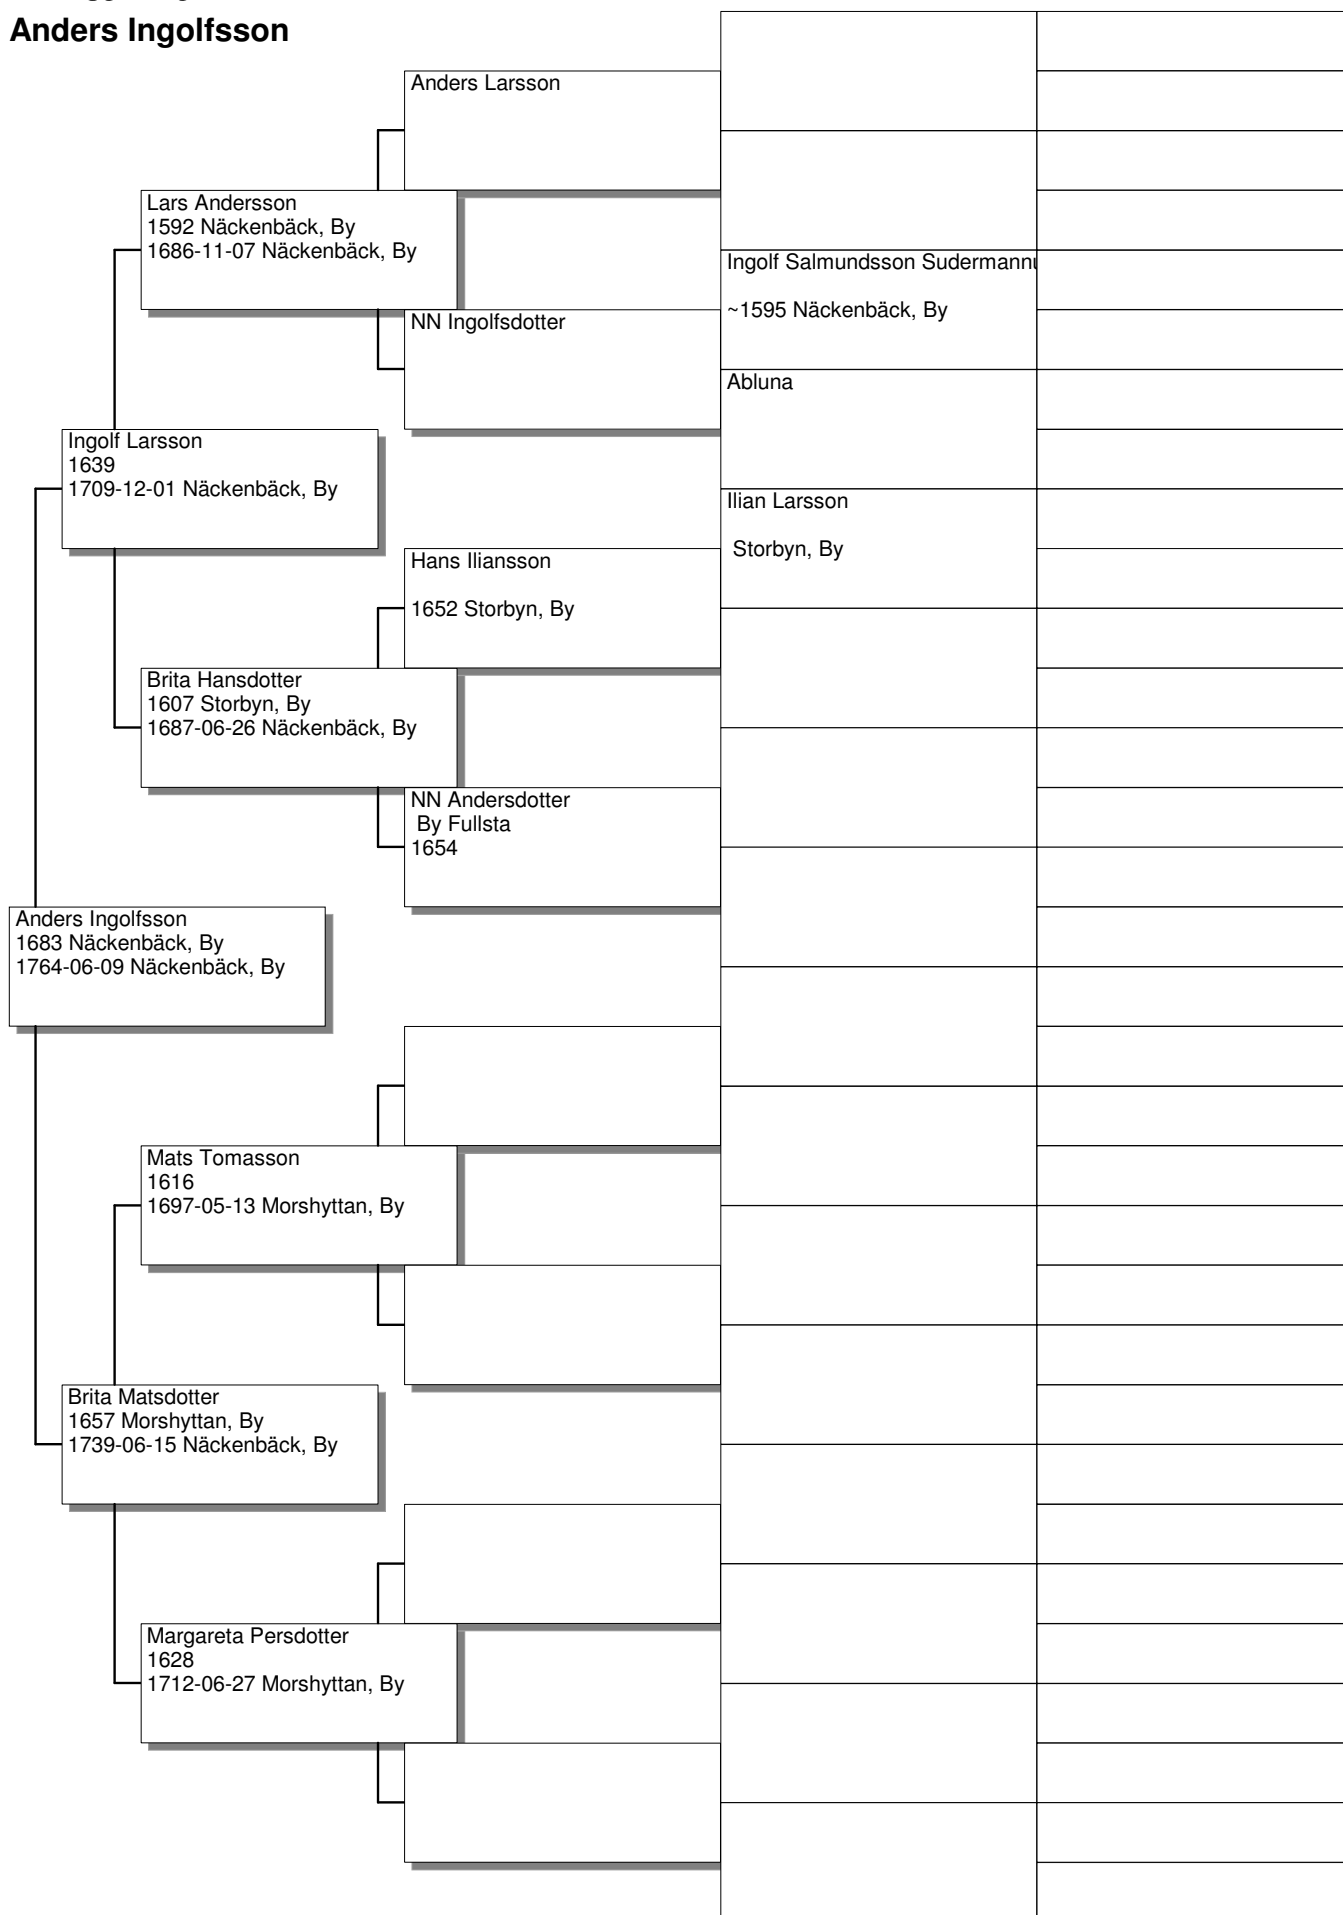 Anders Ingolfsson
Anders Larsson
Lars Andersson
1592 Näckenbäck, By
1686-11-07 Näckenbäck, By
Ingolf Salmundsson Sudermann
~1595 Näckenbäck, By
NN Ingolfsdotter
Abluna
Ingolf Larsson
1639
1709-12-01 Näckenbäck, By
Ilian Larsson
Storbyn, By
Hans Iliansson
1652 Storbyn, By
Brita Hansdotter
1607 Storbyn, By
1687-06-26 Näckenbäck, By
NN Andersdotter
By Fullsta
1654
Anders Ingolfsson
1683 Näckenbäck, By
1764-06-09 Näckenbäck, By
Mats Tomasson
1616
1697-05-13 Morshyttan, By
Brita Matsdotter
1657 Morshyttan, By
1739-06-15 Näckenbäck, By
Margareta Persdotter
1628
1712-06-27 Morshyttan, By